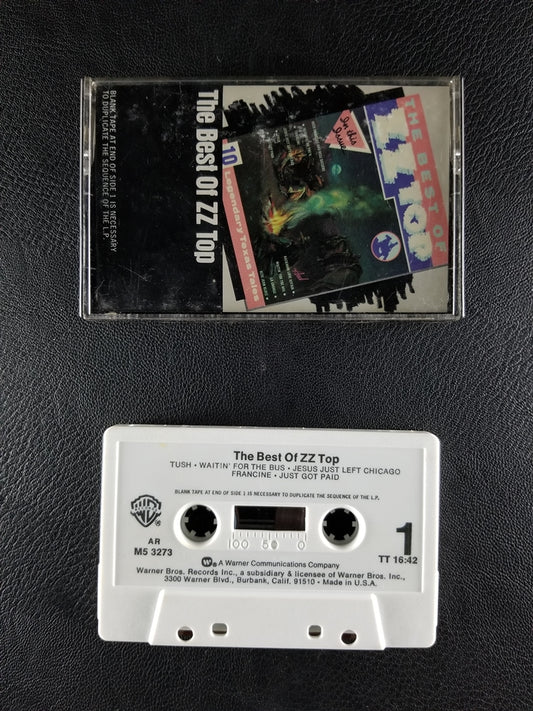 BLANK TAPE AT END OF SIDE 1 IS NECESSARY
TO DUPLICATE THE SEQUENCE OF THE L.P.
The Best Of ZZ Top
THE BEST OF
ZZ TOP
In this
Issue
10 Legendary Texas Tales
The Best Of ZZ Top
TUSH • WAITIN' FOR THE BUS • JESUS JUST LEFT CHICAGO
FRANCINE • JUST GOT PAID
BLANK TAPE AT END OF SIDE 1 IS NECESSARY TO DUPLICATE THE SEQUENCE OF THE L.P.
AR
M5 3273
100 50 0
1
TT 16:42
A Warner Communications Company
Warner Bros. Records Inc., a subsidiary & licensee of Warner Bros. Inc.,
3300 Warner Blvd., Burbank, Calif. 91510 • Made in U.S.A.